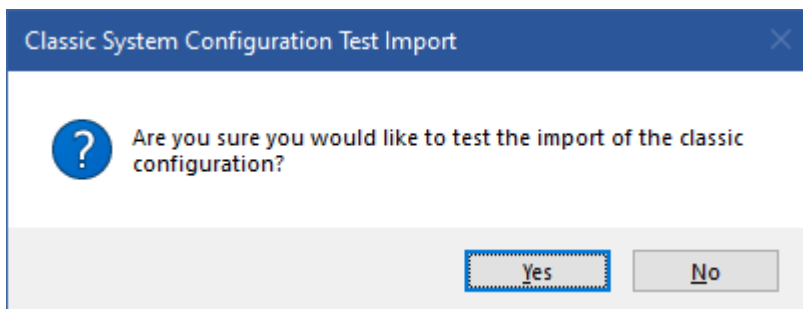 Classic System Configuration Test Import
Are you sure you would like to test the import of the classic
configuration?
Yes
No